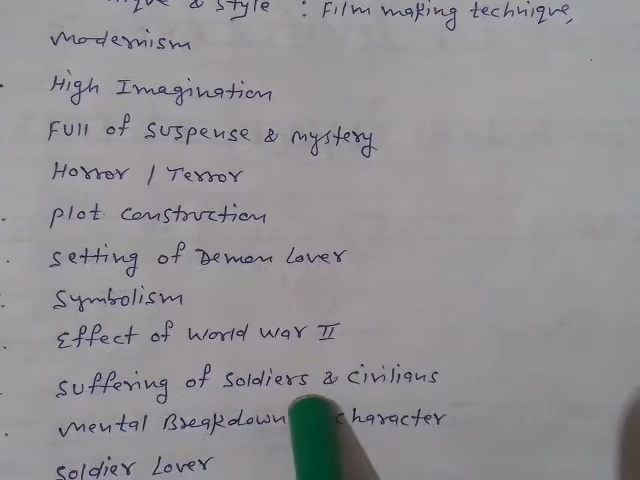 & Style : Film making technique,
Modernism
High Imagination
Full of suspense & mystery
Horror / Terror
Plot construction
Setting of Demon Lover
Symbolism
Effect of World War II
Suffering of Soldiers & Civilians
Mental Breakdown character
Soldier Lover